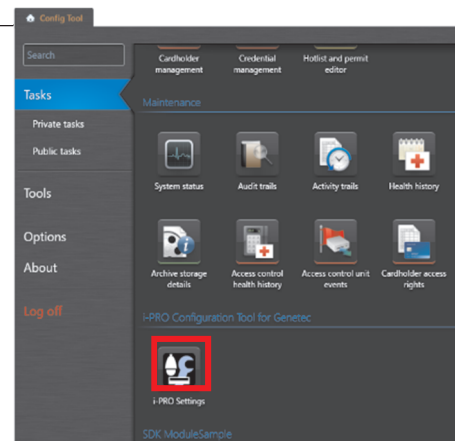 Config Tool
Search
Tasks
Private tasks
Public tasks
Tools
Options
About
Log off
Cardholder management
Credential management
Hotlist and permit editor
Maintenance
System status
Audit trails
Activity trails
Health history
Archive storage details
Access control health history
Access control unit events
Cardholder access rights
i-PRO Configuration Tool for Genetec
i-PRO Settings
SDK ModuleSample